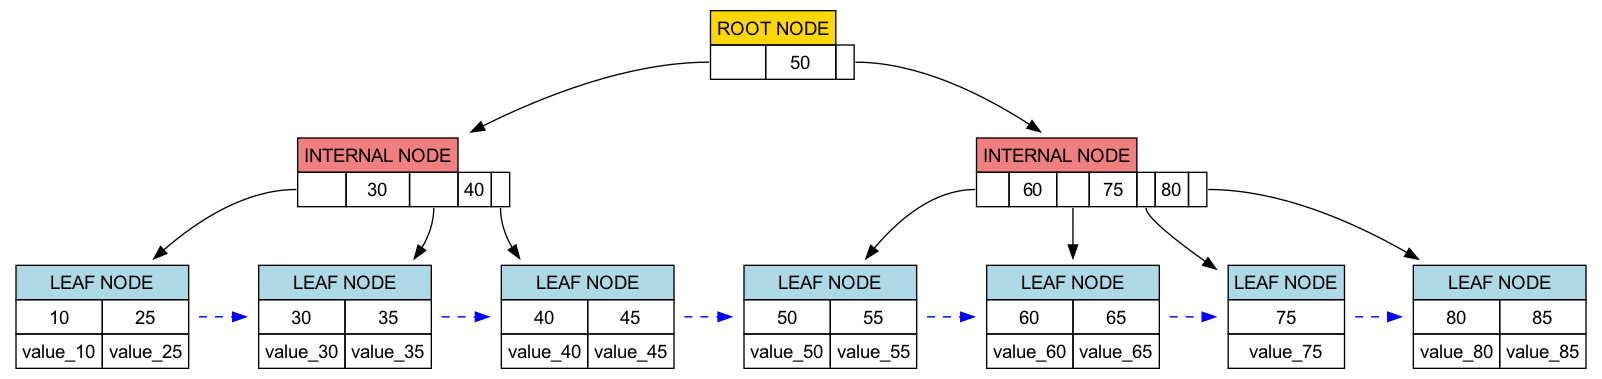 ROOT NODE
50
INTERNAL NODE
30 40
INTERNAL NODE
60 75 80
LEAF NODE
10 25
value_10 value_25
LEAF NODE
30 35
value_30 value_35
LEAF NODE
40 45
value_40 value_45
LEAF NODE
50 55
value_50 value_55
LEAF NODE
60 65
value_60 value_65
LEAF NODE
75
value_75
LEAF NODE
80 85
value_80 value_85